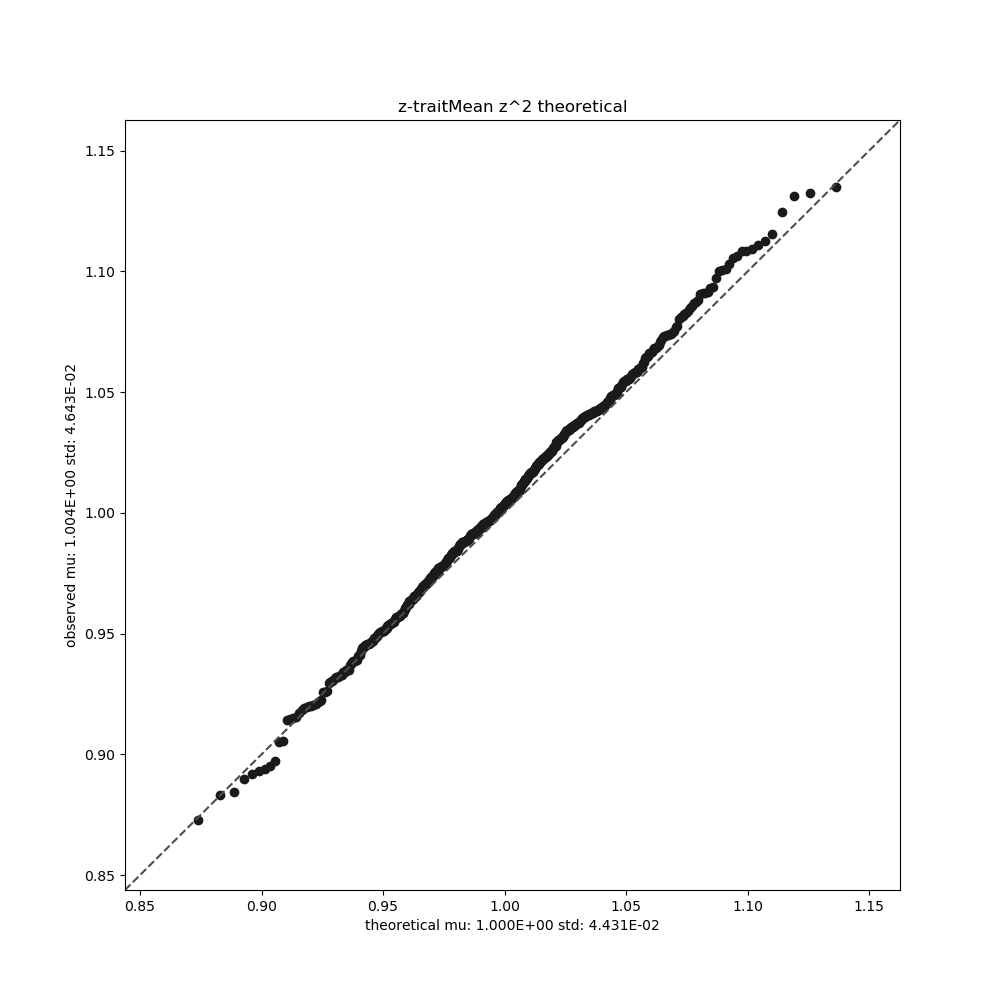 z-traitMean z^2 theoretical
1.15
1.10
1.05
1.00
0.95
0.90
0.85
observed mu: 1.004E+00 std: 4.643E-02
0.85 0.90 0.95 1.00 1.05 1.10 1.15
theoretical mu: 1.000E+00 std: 4.431E-02